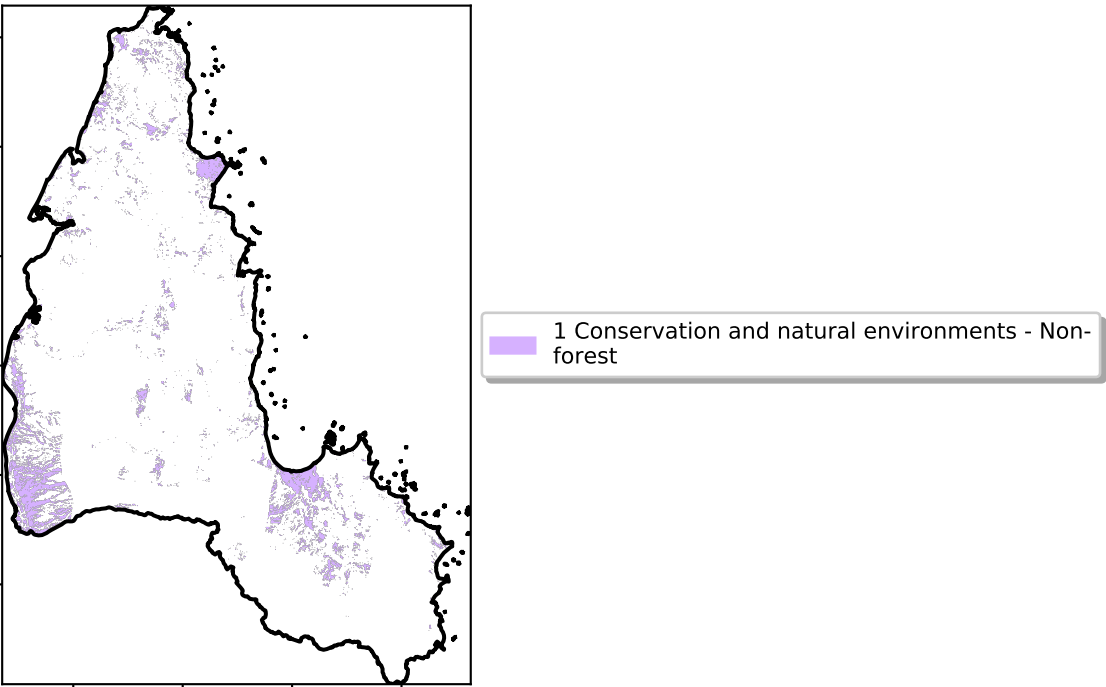 1 Conservation and natural environments - Non-
forest